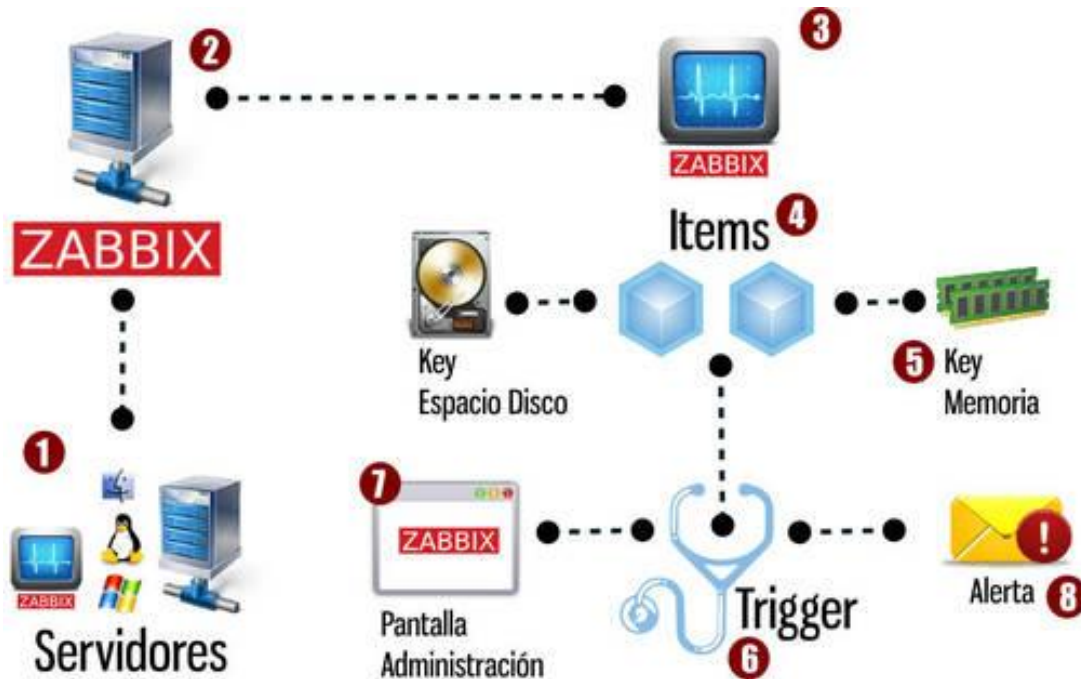 2
3
ZABBIX
ZABBIX
Items 4
Key
Espacio Disco
5 Key
Memoria
1
7
ZABBIX
ZABBIX
Servidores
Pantalla
Administración
Trigger
6
!
Alerta 8